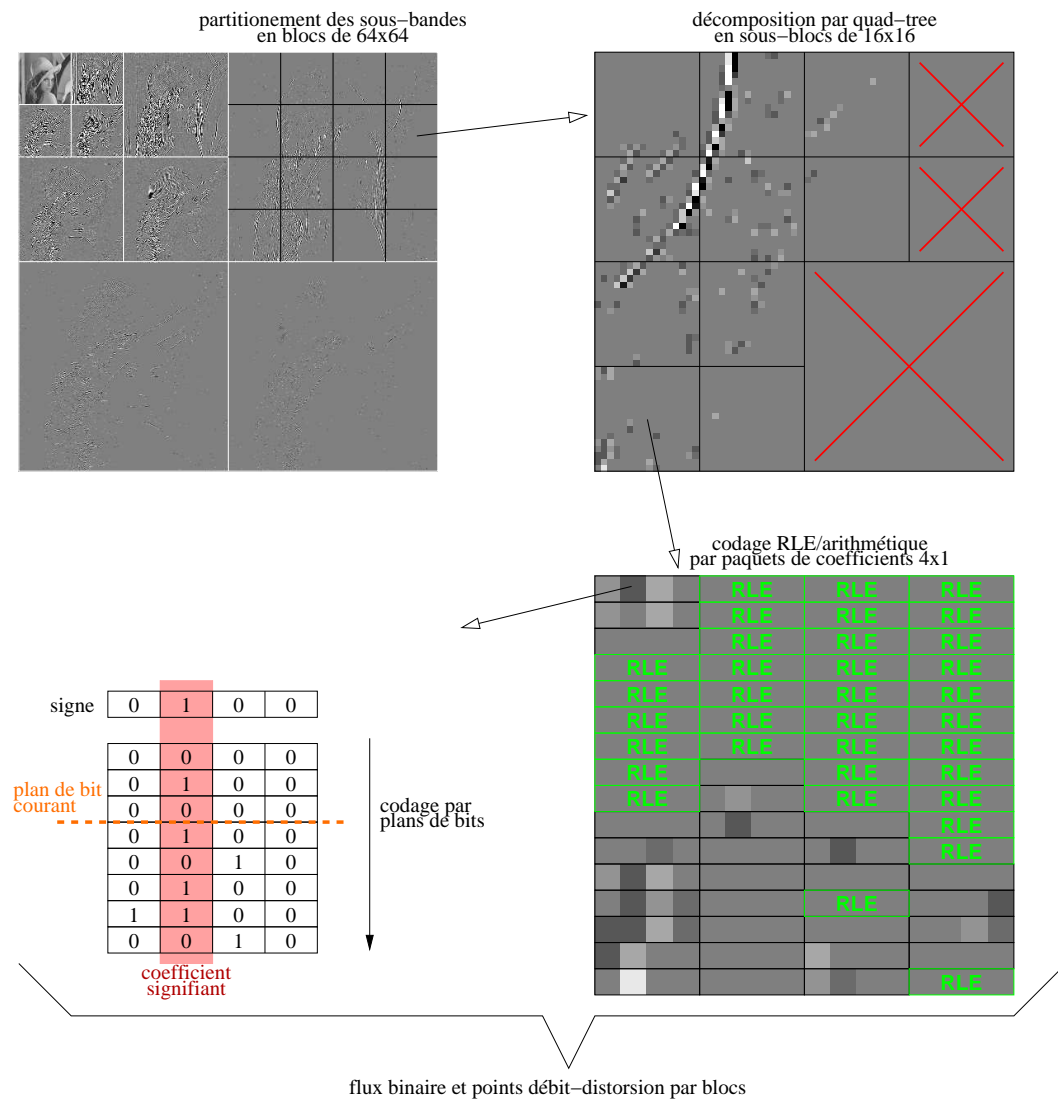 partitionement des sous−bandes
en blocs de 64x64
décomposition par quad−tree
en sous−blocs de 16x16
codage RLE/arithmétique
par paquets de coefficients 4x1
RLE RLE RLE
RLE RLE RLE
RLE RLE RLE
RLE RLE RLE RLE
RLE RLE RLE RLE
RLE RLE RLE RLE
RLE RLE RLE RLE
RLE RLE RLE
RLE RLE RLE
RLE
RLE
RLE
RLE
signe 0 1 0 0
0 0 0 0
0 1 0 0
0 0 0 0
0 1 0 0
0 0 1 0
0 1 0 0
1 1 0 0
0 0 1 0
plan de bit
courant
codage par
plans de bits
coefficient
signifiant
flux binaire et points débit−distorsion par blocs